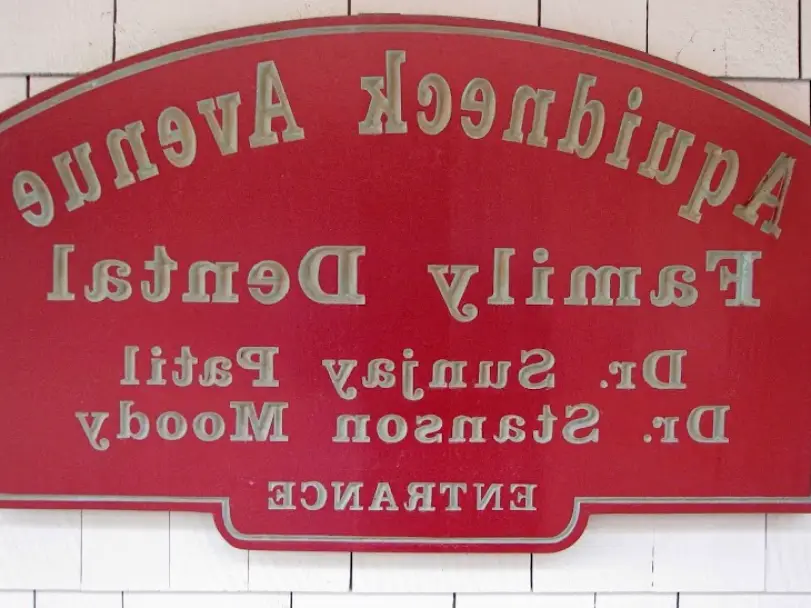 Aquidneck Avenue
Family Dental
Dr. Sunjay Patil
Dr. Stanson Moody
ENTRANCE